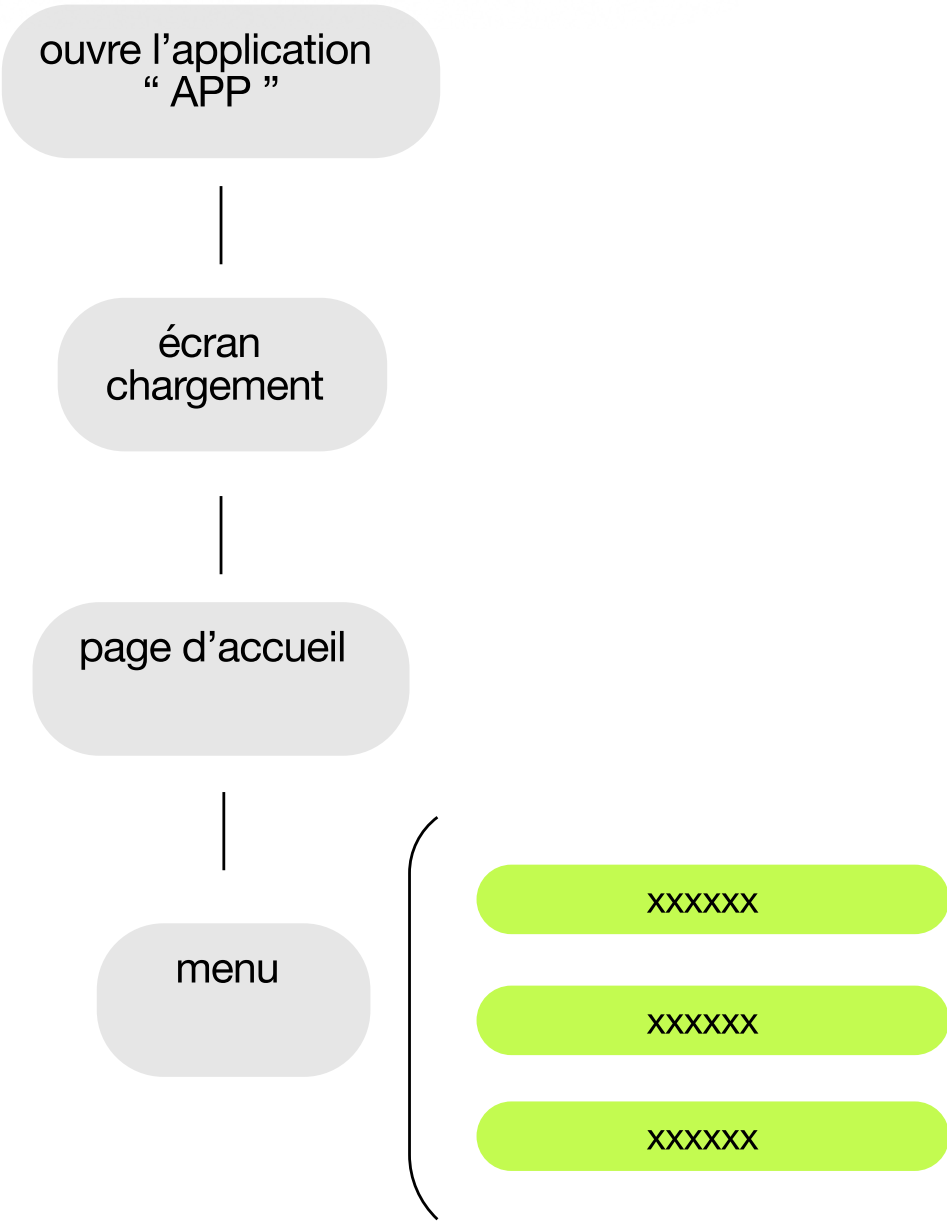 ouvre l’application
“ APP ”
écran
chargement
page d’accueil
menu
xxxxxx
xxxxxx
xxxxxx